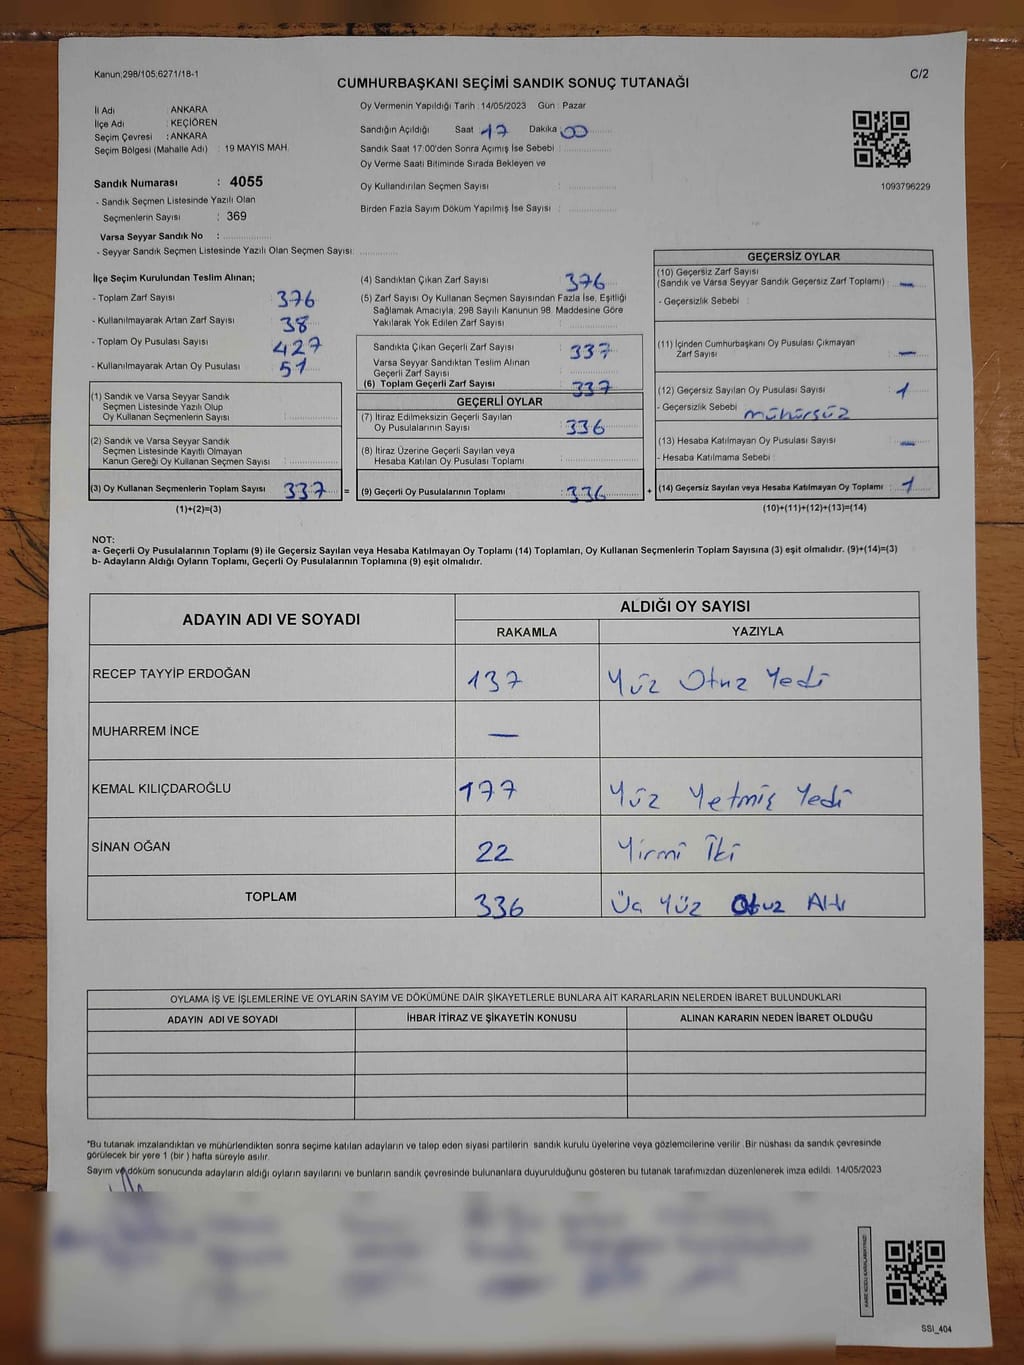 Kanun:298/105;6271/18-1
C/2
CUMHURBAŞKANI SEÇİMİ SANDIK SONUÇ TUTANAĞI
İl Adı : ANKARA
İlçe Adı : KEÇİÖREN
Seçim Çevresi : ANKARA
Seçim Bölgesi (Mahalle Adı) : 19 MAYIS MAH.
Sandık Numarası : 4055
- Sandık Seçmen Listesinde Yazılı Olan
Seçmenlerin Sayısı : 369
Varsa Seyyar Sandık No :
- Seyyar Sandık Seçmen Listesinde Yazılı Olan Seçmen Sayısı:
Oy Vermenin Yapıldığı Tarih : 14/05/2023 Gün : Pazar
Sandığın Açıldığı Saat 17 Dakika 00
Sandık Saat 17:00'den Sonra Açımış İse Sebebi :
Oy Verme Saati Bitiminde Sırada Bekleyen ve
Oy Kullandırılan Seçmen Sayısı :
Birden Fazla Sayım Döküm Yapılmış İse Sayısı :
1093796229
İlçe Seçim Kurulundan Teslim Alınan;
- Toplam Zarf Sayısı : 376
- Kullanılmayarak Artan Zarf Sayısı : 38
- Toplam Oy Pusulası Sayısı : 427
- Kullanılmayarak Artan Oy Pusulası : 51
(1) Sandık ve Varsa Seyyar Sandık
Seçmen Listesinde Yazılı Olup
Oy Kullanan Seçmenlerin Sayısı :
(2) Sandık ve Varsa Seyyar Sandık
Seçmen Listesinde Kayıtlı Olmayan
Kanun Gereği Oy Kullanan Seçmen Sayısı :
(3) Oy Kullanan Seçmenlerin Toplam Sayısı : 337 =
(1)+(2)=(3)
(4) Sandıktan Çıkan Zarf Sayısı : 376
(5) Zarf Sayısı Oy Kullanan Seçmen Sayısından Fazla İse, Eşitliği
Sağlamak Amacıyla; 298 Sayılı Kanunun 98. Maddesine Göre
Yakılarak Yok Edilen Zarf Sayısı :
Sandıkta Çıkan Geçerli Zarf Sayısı : 337
Varsa Seyyar Sandıktan Teslim Alınan
Geçerli Zarf Sayısı :
(6) Toplam Geçerli Zarf Sayısı : 337
GEÇERLİ OYLAR
(7) İtiraz Edilmeksizin Geçerli Sayılan
Oy Pusulalarının Sayısı : 336
(8) İtiraz Üzerine Geçerli Sayılan veya
Hesaba Katılan Oy Pusulası Toplamı :
(9) Geçerli Oy Pusulalarının Toplamı : 336 +
GEÇERSİZ OYLAR
(10) Geçersiz Zarf Sayısı
(Sandık ve Varsa Seyyar Sandık Geçersiz Zarf Toplamı) : —
- Geçersizlik Sebebi :
(11) İçinden Cumhurbaşkanı Oy Pusulası Çıkmayan
Zarf Sayısı : —
(12) Geçersiz Sayılan Oy Pusulası Sayısı : 1
- Geçersizlik Sebebi : mühürsüz
(13) Hesaba Katılmayan Oy Pusulası Sayısı : —
- Hesaba Katılmama Sebebi :
(14) Geçersiz Sayılan veya Hesaba Katılmayan Oy Toplamı : 1
(10)+(11)+(12)+(13)=(14)
NOT:
a- Geçerli Oy Pusulalarının Toplamı (9) ile Geçersiz Sayılan veya Hesaba Katılmayan Oy Toplamı (14) Toplamları, Oy Kullanan Seçmenlerin Toplam Sayısına (3) eşit olmalıdır. (9)+(14)=(3)
b- Adayların Aldığı Oyların Toplamı, Geçerli Oy Pusulalarının Toplamına (9) eşit olmalıdır.
ADAYIN ADI VE SOYADI
ALDIĞI OY SAYISI
RAKAMLA YAZIYLA
RECEP TAYYİP ERDOĞAN 137 Yüz Otuz Yedi
MUHARREM İNCE —
KEMAL KILIÇDAROĞLU 177 Yüz Yetmiş Yedi
SİNAN OĞAN 22 Yirmi İki
TOPLAM 336 Üç Yüz Otuz Altı
OYLAMA İŞ VE İŞLEMLERİNE VE OYLARIN SAYIM VE DÖKÜMÜNE DAİR ŞİKAYETLERLE BUNLARA AİT KARARLARIN NELERDEN İBARET BULUNDUKLARI
ADAYIN ADI VE SOYADI İHBAR İTİRAZ VE ŞİKAYETİN KONUSU ALINAN KARARIN NEDEN İBARET OLDUĞU
*Bu tutanak imzalandıktan ve mühürlendikten sonra seçime katılan adayların ve talep eden siyasi partilerin sandık kurulu üyelerine veya gözlemcilerine verilir. Bir nüshası da sandık çevresinde
görülecek bir yere 1 (bir) hafta süreyle asılır.
Sayım ve döküm sonucunda adayların aldığı oyların sayılarını ve bunların sandık çevresinde bulunanlara duyurulduğunu gösteren bu tutanak tarafımızdan düzenlenerek imza edildi. 14/05/2023
SSI_404